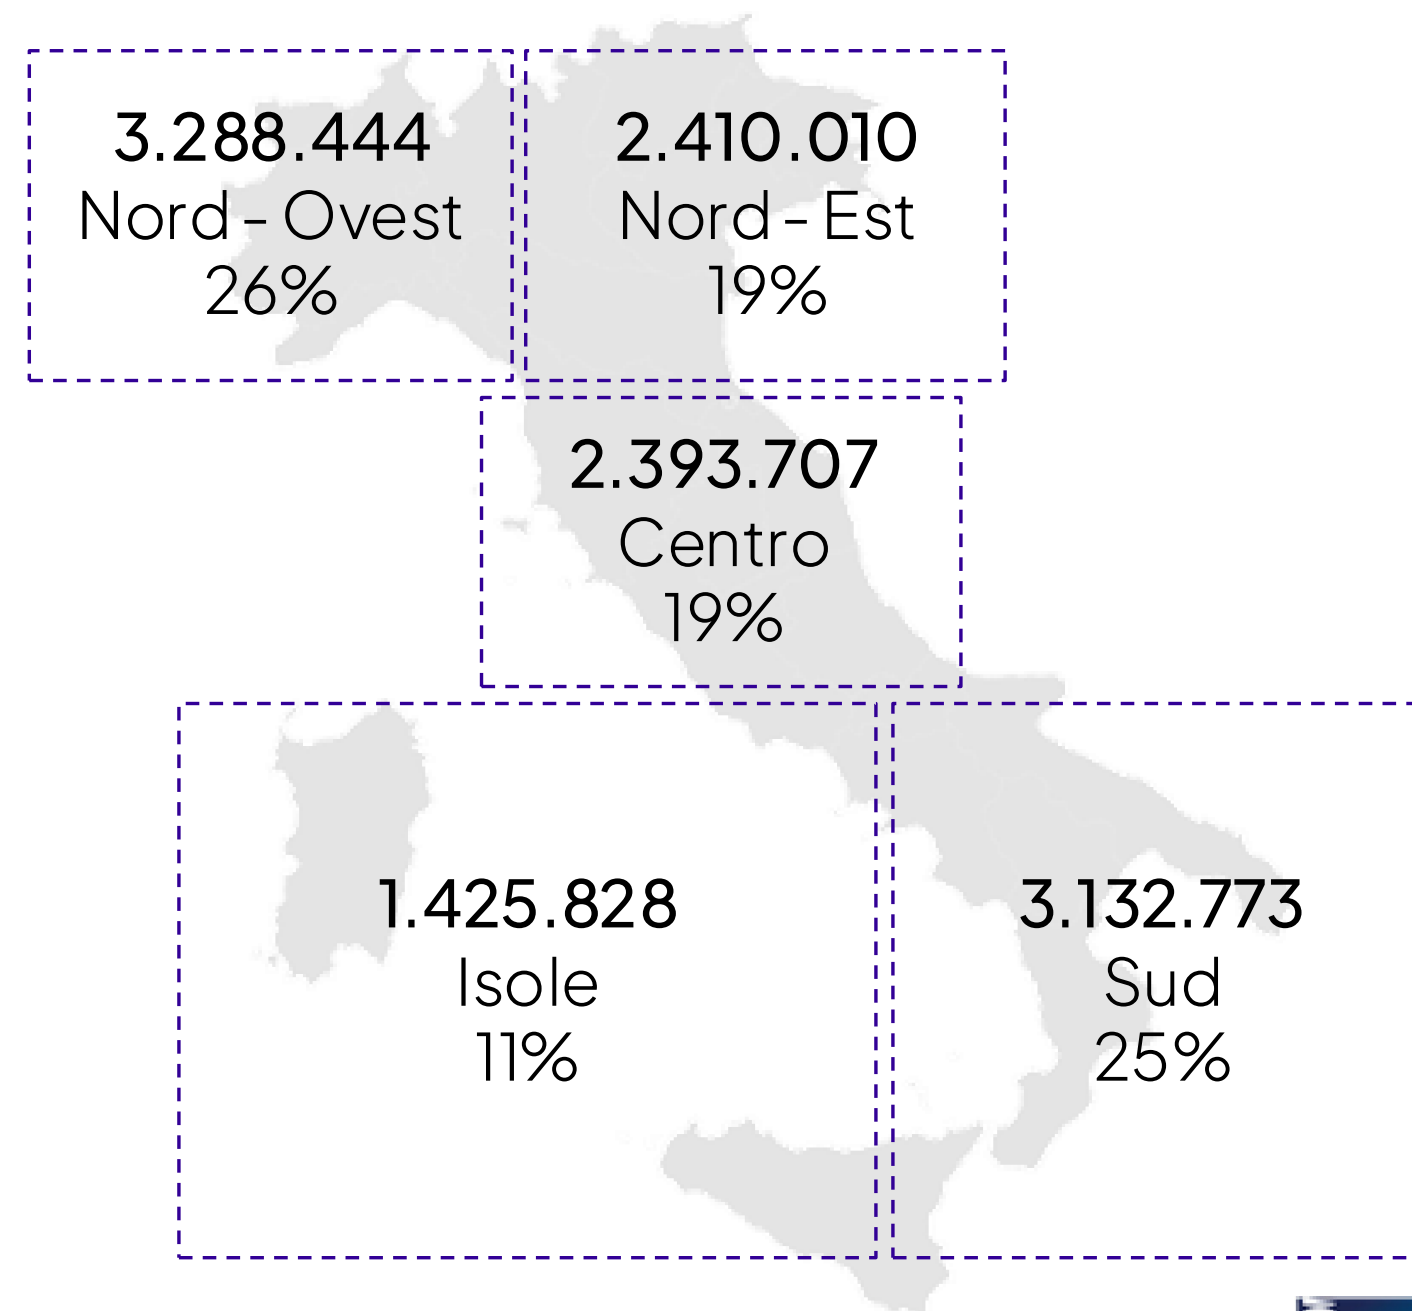 3.288.444
Nord - Ovest
26%
2.410.010
Nord - Est
19%
2.393.707
Centro
19%
1.425.828
Isole
11%
3.132.773
Sud
25%